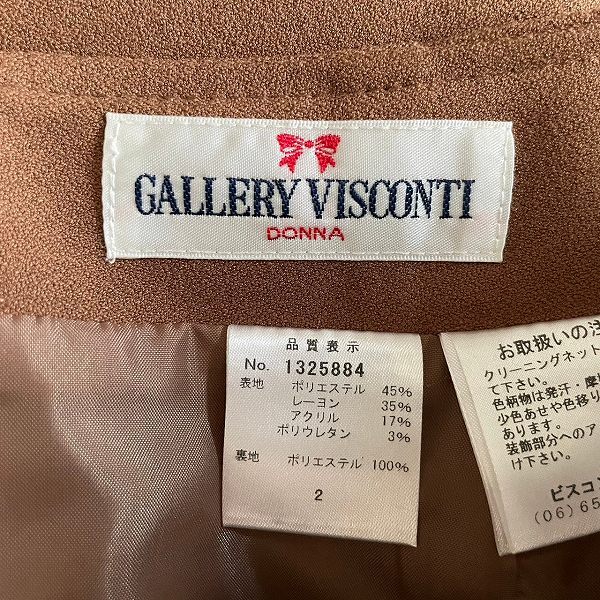 GALLERY VISCONTI
DONNA
品質表示
No. 1325884
表地 ポリエステル 45%
レーヨン 35%
アクリル 17%
ポリウレタン 3%
裏地 ポリエステル 100%
2
お取扱いの注
クリーニングネット
て下さい。
色柄物は発汗・摩
少色あせや色移り
あります。
装飾部分へのア
け下さい。
ビスコン
(06)65